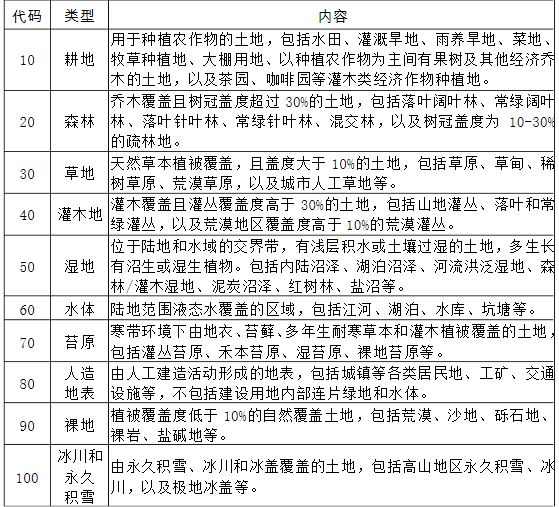 代码 类型 内容
10 耕地 用于种植农作物的土地，包括水田、灌溉旱地、雨养旱地、菜地、
牧草种植地、大棚用地、以种植农作物为主间有果树及其他经济乔
木的土地，以及茶园、咖啡园等灌木类经济作物种植地。
20 森林 乔木覆盖且树冠盖度超过 30%的土地，包括落叶阔叶林、常绿阔叶
林、落叶针叶林、常绿针叶林、混交林，以及树冠盖度为 10-30%
的疏林地。
30 草地 天然草本植被覆盖，且盖度大于 10%的土地，包括草原、草甸、稀
树草原、荒漠草原，以及城市人工草地等。
40 灌木地 灌木覆盖且灌丛覆盖度高于 30%的土地，包括山地灌丛、落叶和常
绿灌丛，以及荒漠地区覆盖度高于 10%的荒漠灌丛。
50 湿地 位于陆地和水域的交界带，有浅层积水或土壤过湿的土地，多生长
有沼生或湿生植物。包括内陆沼泽、湖泊沼泽、河流洪泛湿地、森
林/灌木湿地、泥炭沼泽、红树林、盐沼等。
60 水体 陆地范围液态水覆盖的区域，包括江河、湖泊、水库、坑塘等。
70 苔原 寒带环境下由地衣、苔藓、多年生耐寒草本和灌木植被覆盖的土地，
包括灌丛苔原、禾本苔原、湿苔原、裸地苔原等。
80 人造
地表 由人工建造活动形成的地表，包括城镇等各类居民地、工矿、交通
设施等，不包括建设用地内部连片绿地和水体。
90 裸地 植被覆盖度低于 10%的自然覆盖土地，包括荒漠、沙地、砾石地、
裸岩、盐碱地等。
100 冰川和
永久
积雪 由永久积雪、冰川和冰盖覆盖的土地，包括高山地区永久积雪、冰
川，以及极地冰盖等。